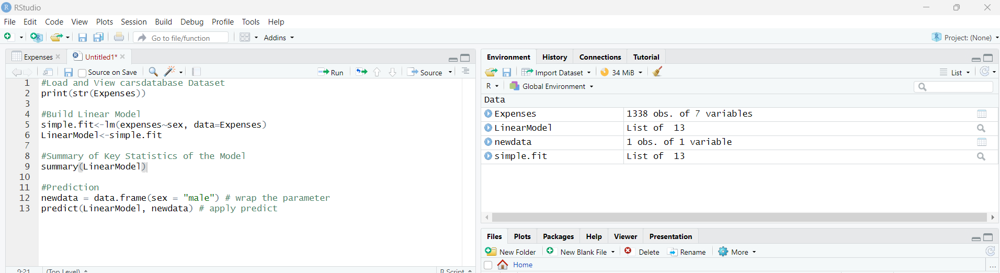 RStudio
File Edit Code View Plots Session Build Debug Profile Tools Help
Go to file/function Addins Project: (None)
Expenses Untitled1*
Source on Save Run Source
1 #Load and View carsdatabase Dataset
2 print(str(Expenses))
3
4 #Build Linear Model
5 simple.fit<-lm(expenses~sex, data=Expenses)
6 LinearModel<-simple.fit
7
8 #Summary of Key Statistics of the Model
9 summary(LinearModel)
10
11 #Prediction
12 newdata = data.frame(sex = "male") # wrap the parameter
13 predict(LinearModel, newdata) # apply predict
9:21 (Top Level) R Script
Environment History Connections Tutorial
Import Dataset 34 MiB List
R Global Environment
Data
Expenses 1338 obs. of 7 variables
LinearModel List of 13
newdata 1 obs. of 1 variable
simple.fit List of 13
Files Plots Packages Help Viewer Presentation
New Folder New Blank File Delete Rename More
Home ...